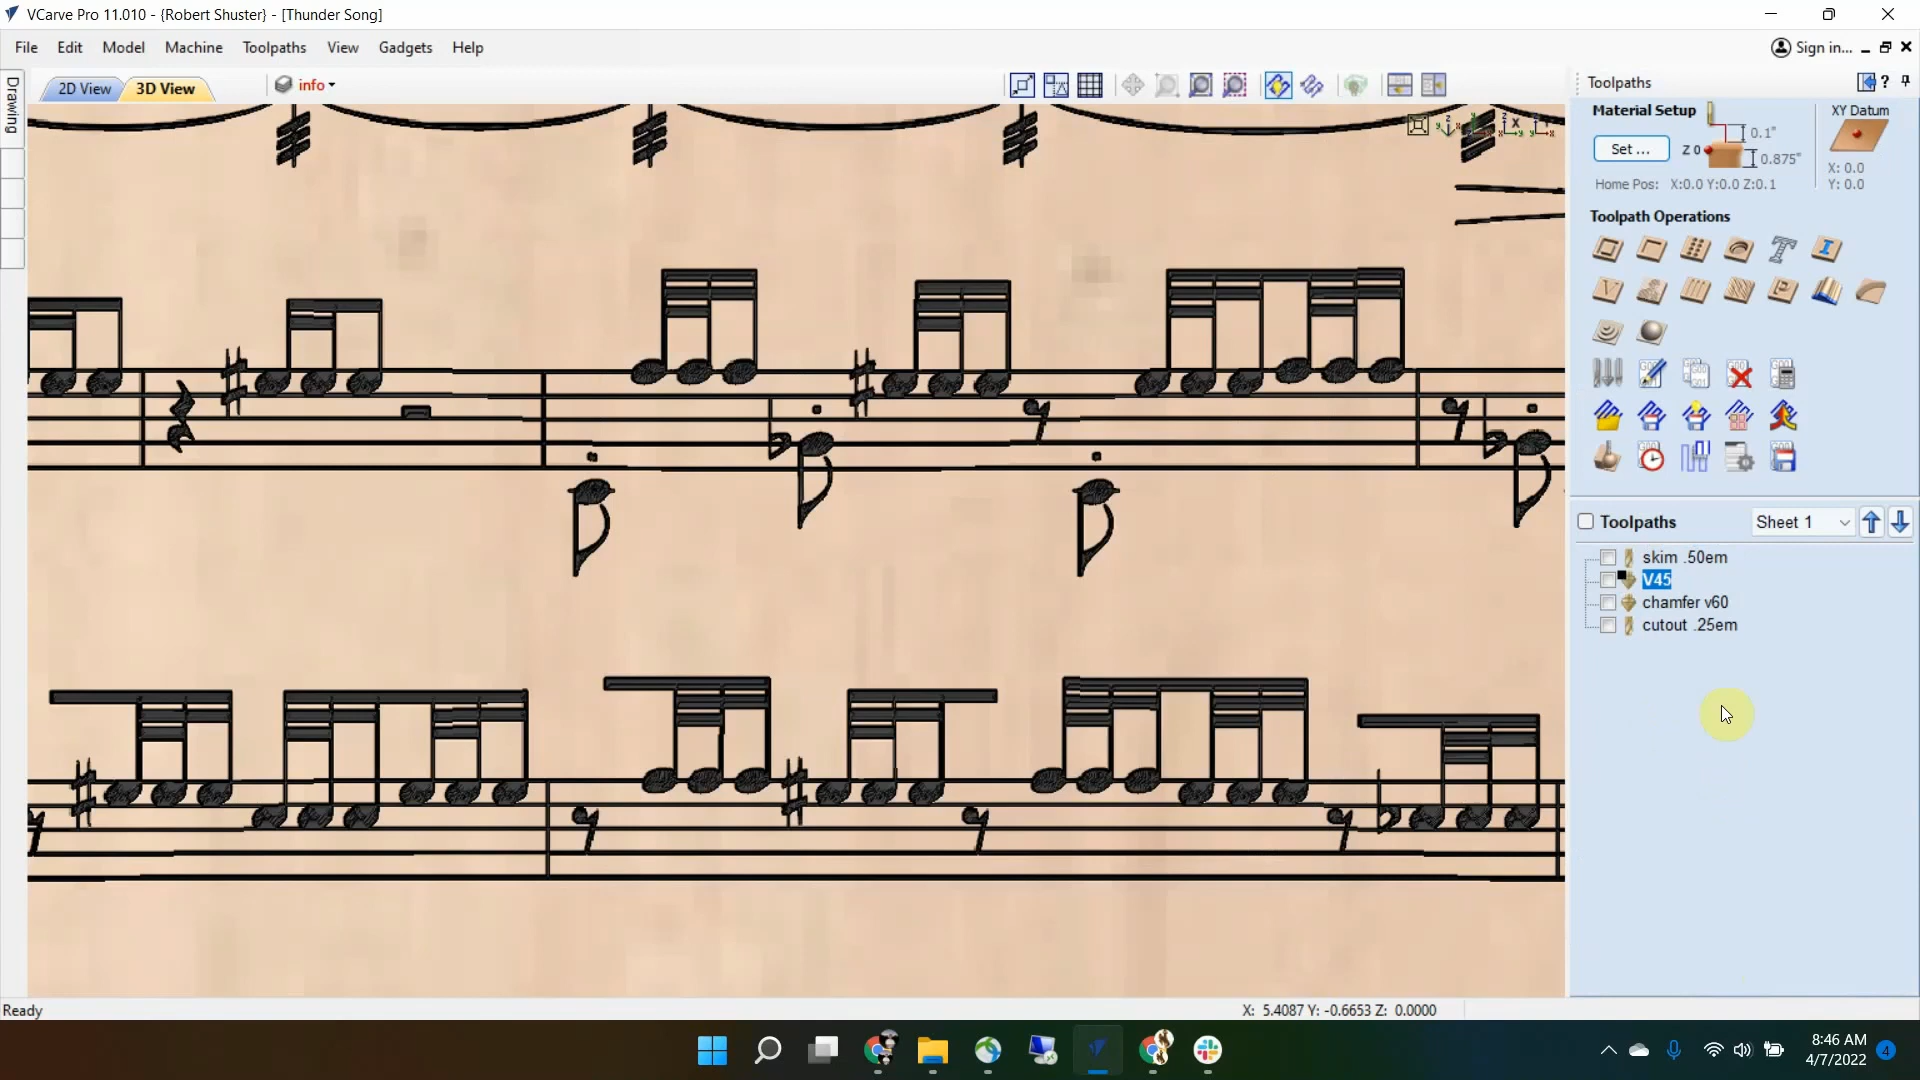 VCarve Pro 11.010 - {Robert Shuster} - [Thunder Song]
File Edit Model Machine Toolpaths View Gadgets Help
Sign in...
Drawing
2D View 3D View info
Toolpaths
Material Setup
XY Datum
0.1"
Set ... Z 0
0.875"
X: 0.0
Y: 0.0
Home Pos: X:0.0 Y:0.0 Z:0.1
Toolpath Operations
Toolpaths Sheet 1
skim .50em
V45
chamfer v60
cutout .25em
Ready
X: 5.4087 Y: -0.6653 Z: 0.0000
8:46 AM
4/7/2022
4